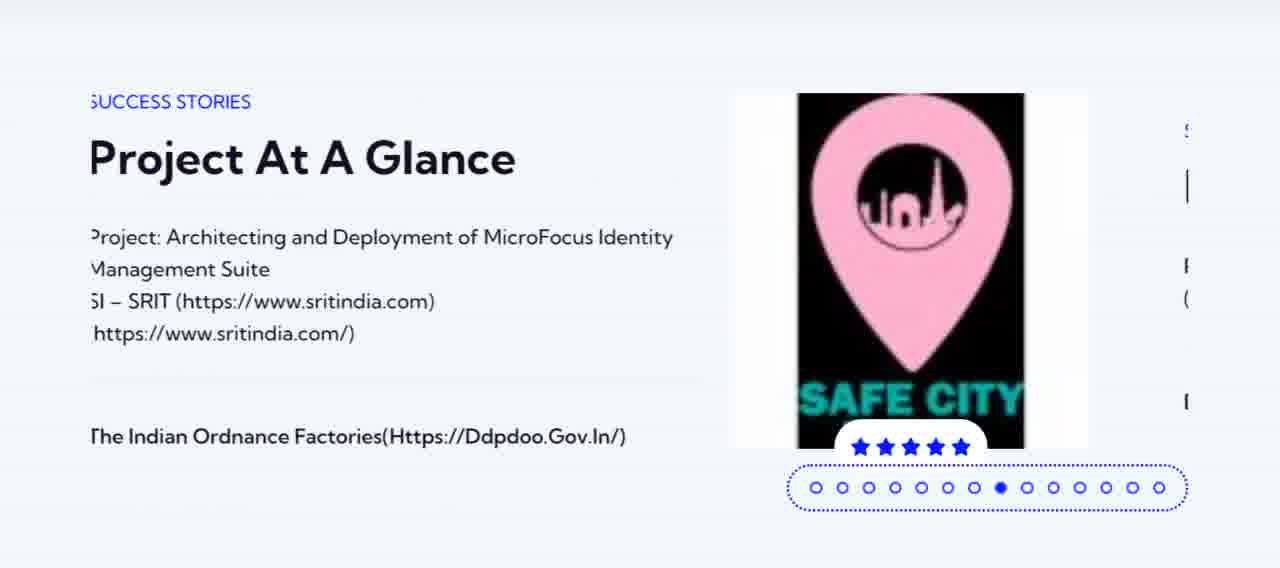 SUCCESS STORIES
Project At A Glance
Project: Architecting and Deployment of MicroFocus Identity
Management Suite
SI – SRIT (https://www.sritindia.com)
https://www.sritindia.com/)
The Indian Ordnance Factories(Https://Ddpdoo.Gov.In/)
SAFE CITY